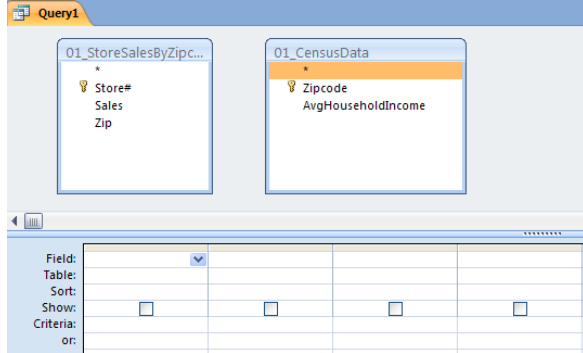 Query1
01_StoreSalesByZipc...
*
Store#
Sales
Zip
01_CensusData
*
Zipcode
AvgHouseholdIncome
Field:
Table:
Sort:
Show:
Criteria:
or: